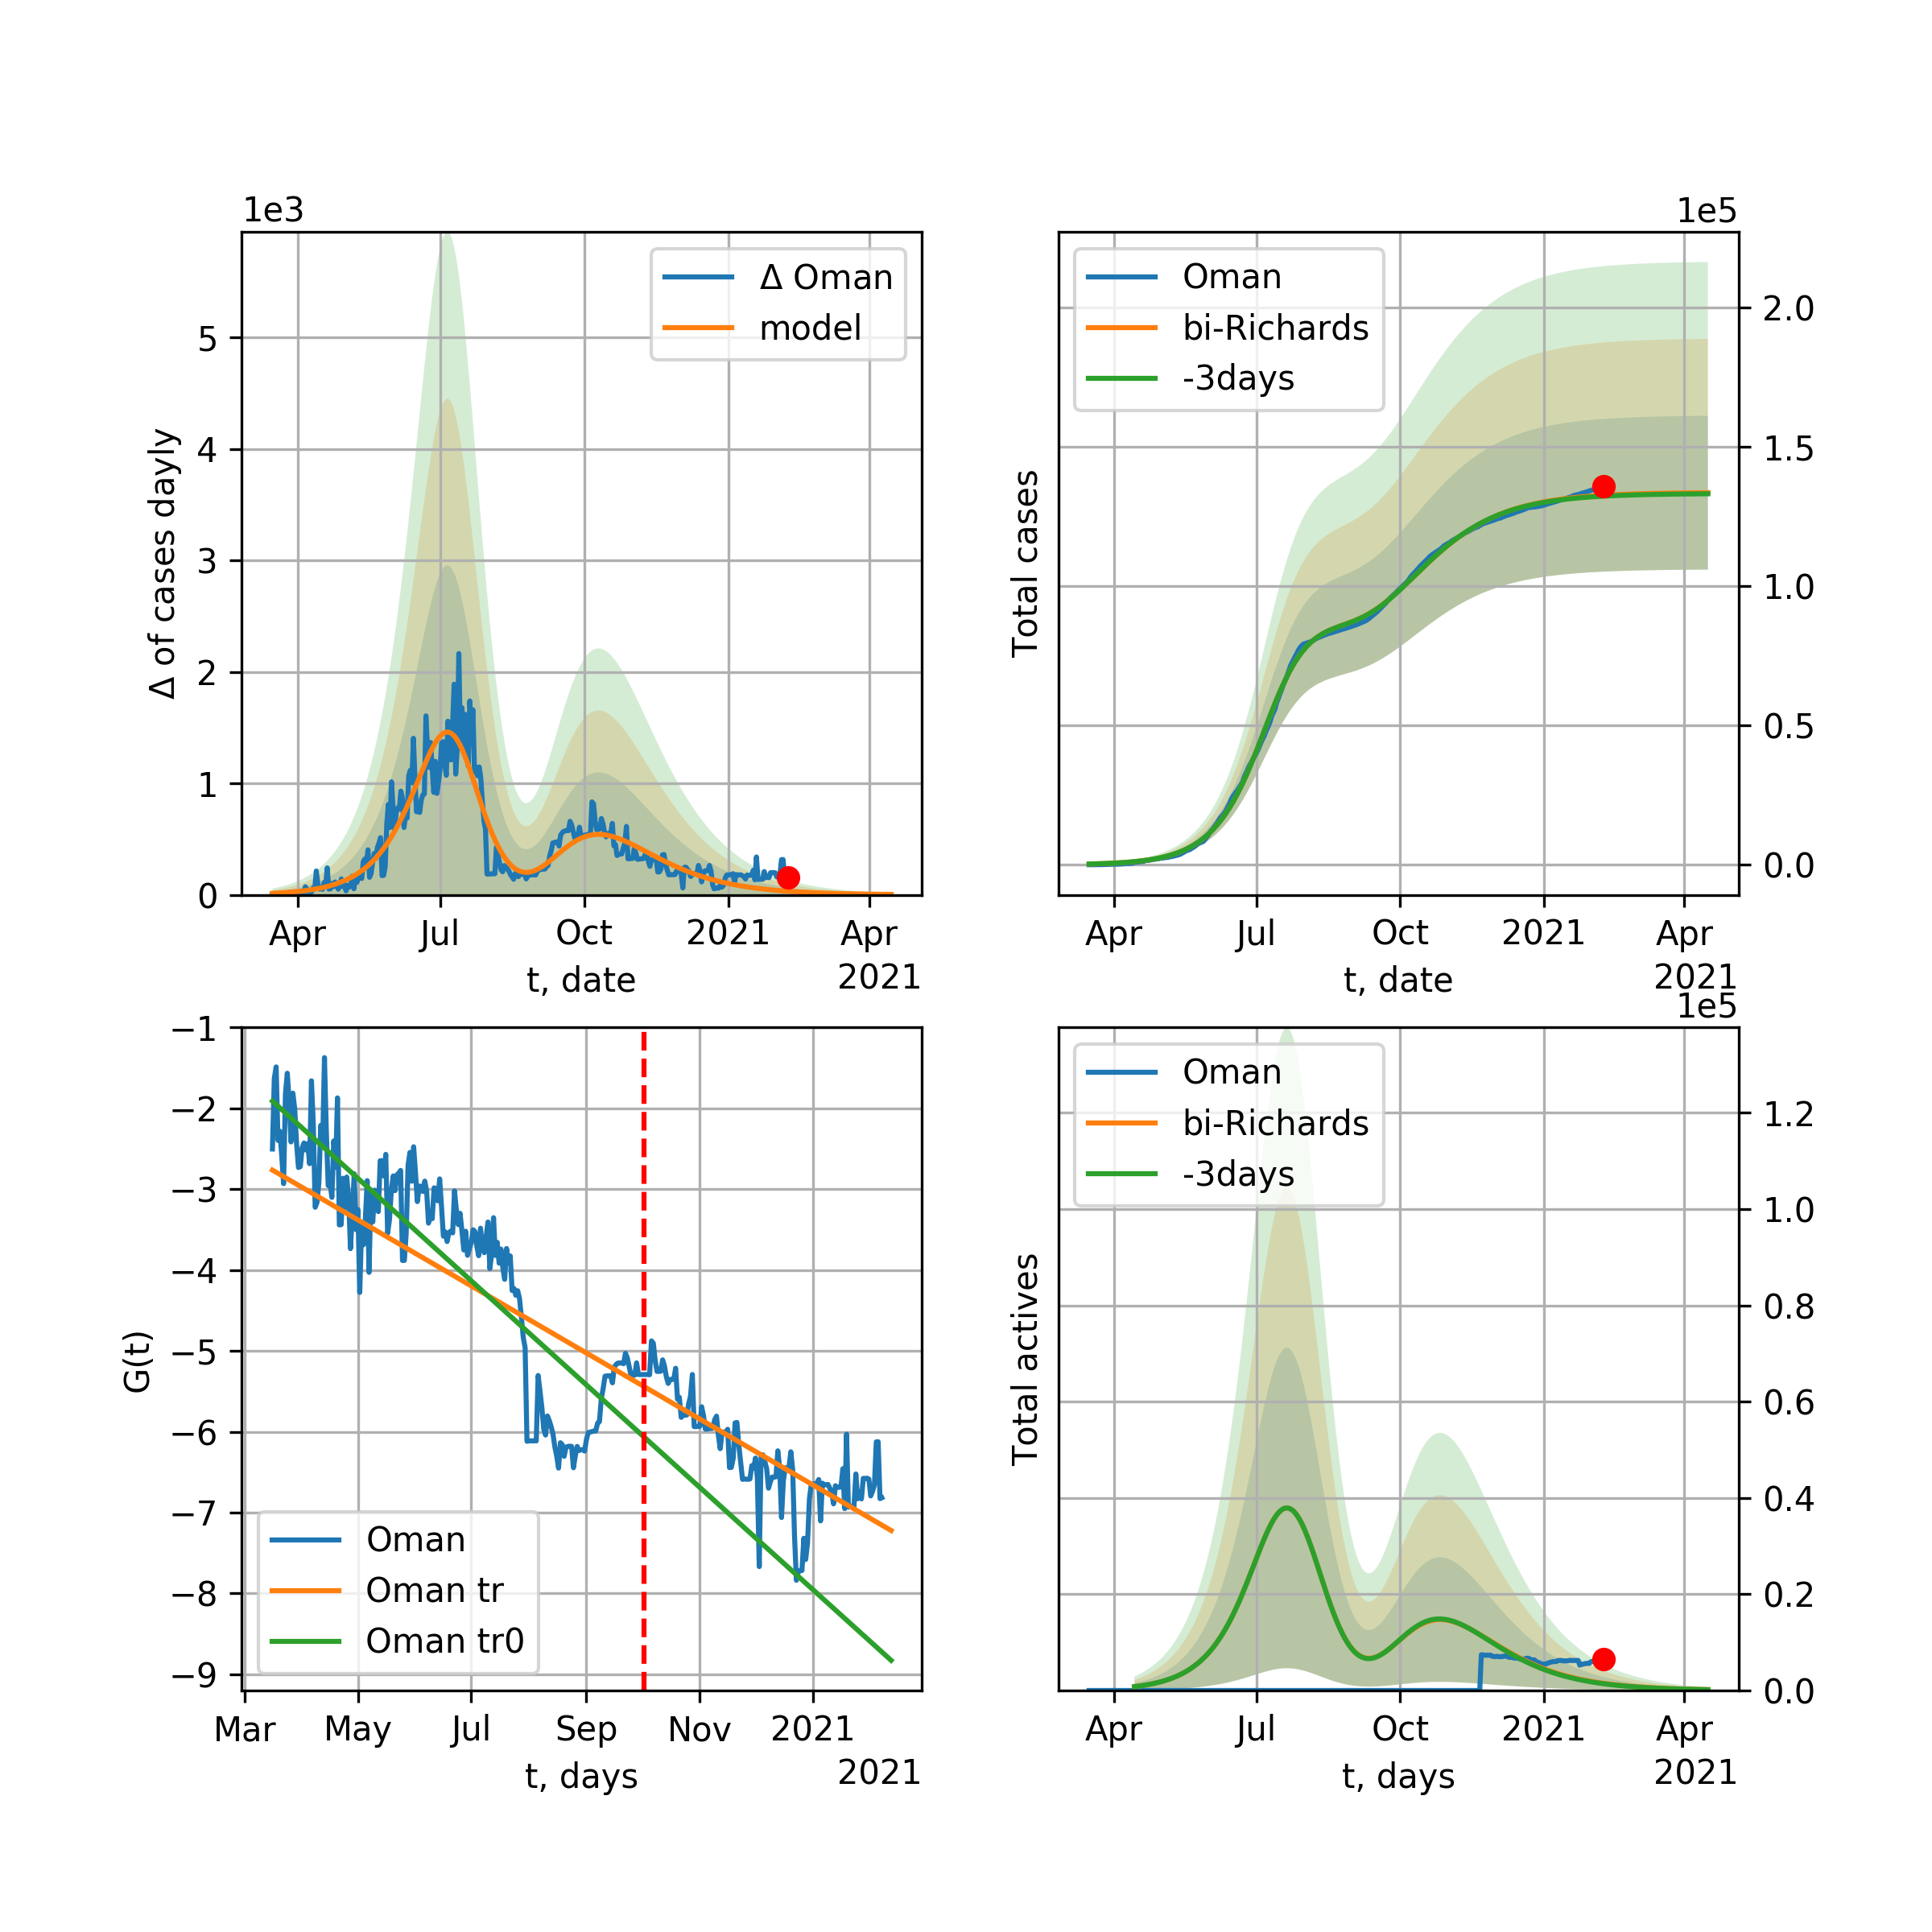 1e3
Δ Oman
model
5
4
3
2
1
0
Δ of cases dayly
Apr
Jul
Oct
2021
Apr
t, date
2021
1e5
Oman
bi-Richards
-3days
2.0
1.5
1.0
0.5
0.0
Total cases
Apr
Jul
Oct
2021
Apr
t, date
2021
−1
−2
−3
−4
−5
−6
−7
−8
−9
G(t)
Oman
Oman tr
Oman tr0
Mar
May
Jul
Sep
Nov
2021
t, days
2021
1e5
Oman
bi-Richards
-3days
1.2
1.0
0.8
0.6
0.4
0.2
0.0
Total actives
Apr
Jul
Oct
2021
Apr
t, days
2021